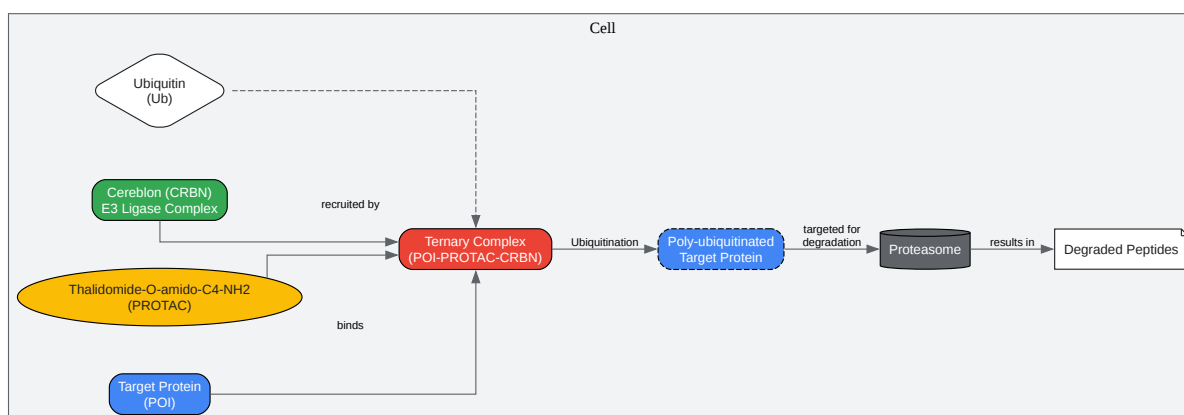 Cell
Ubiquitin
(Ub)
Cereblon (CRBN)
E3 Ligase Complex
recruited by
Thalidomide-O-amido-C4-NH2
(PROTAC)
binds
Target Protein
(POI)
Ternary Complex
(POI-PROTAC-CRBN)
Ubiquitination
Poly-ubiquitinated
Target Protein
targeted for
degradation
Proteasome
results in
Degraded Peptides